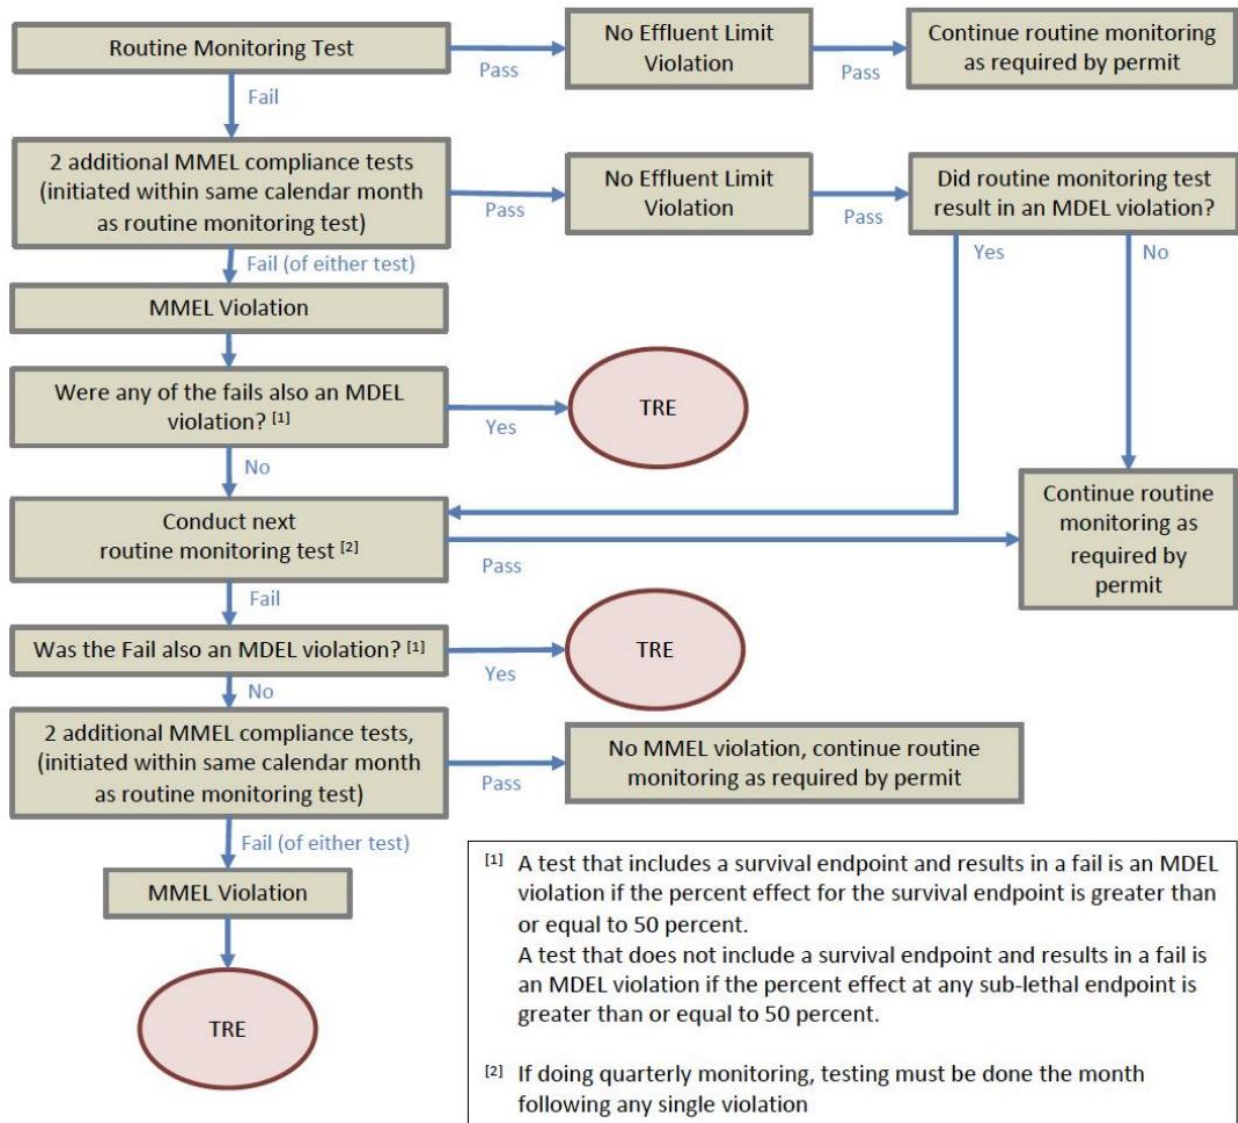 Routine Monitoring Test
Pass
No Effluent Limit
Violation
Pass
Continue routine monitoring
as required by permit
Fail
2 additional MMEL compliance tests
(initiated within same calendar month
as routine monitoring test)
Pass
No Effluent Limit
Violation
Pass
Did routine monitoring test
result in an MDEL violation?
Yes
No
Fail (of either test)
MMEL Violation
Were any of the fails also an MDEL
violation? [1]
Yes
TRE
No
Conduct next
routine monitoring test [2]
Pass
Continue routine
monitoring as
required by
permit
Fail
Was the Fail also an MDEL violation? [1]
Yes
TRE
No
2 additional MMEL compliance tests,
(initiated within same calendar month
as routine monitoring test)
Pass
No MMEL violation, continue routine
monitoring as required by permit
Fail (of either test)
MMEL Violation
TRE
[1] A test that includes a survival endpoint and results in a fail is an MDEL
violation if the percent effect for the survival endpoint is greater than
or equal to 50 percent.
A test that does not include a survival endpoint and results in a fail is
an MDEL violation if the percent effect at any sub-lethal endpoint is
greater than or equal to 50 percent.
[2] If doing quarterly monitoring, testing must be done the month
following any single violation